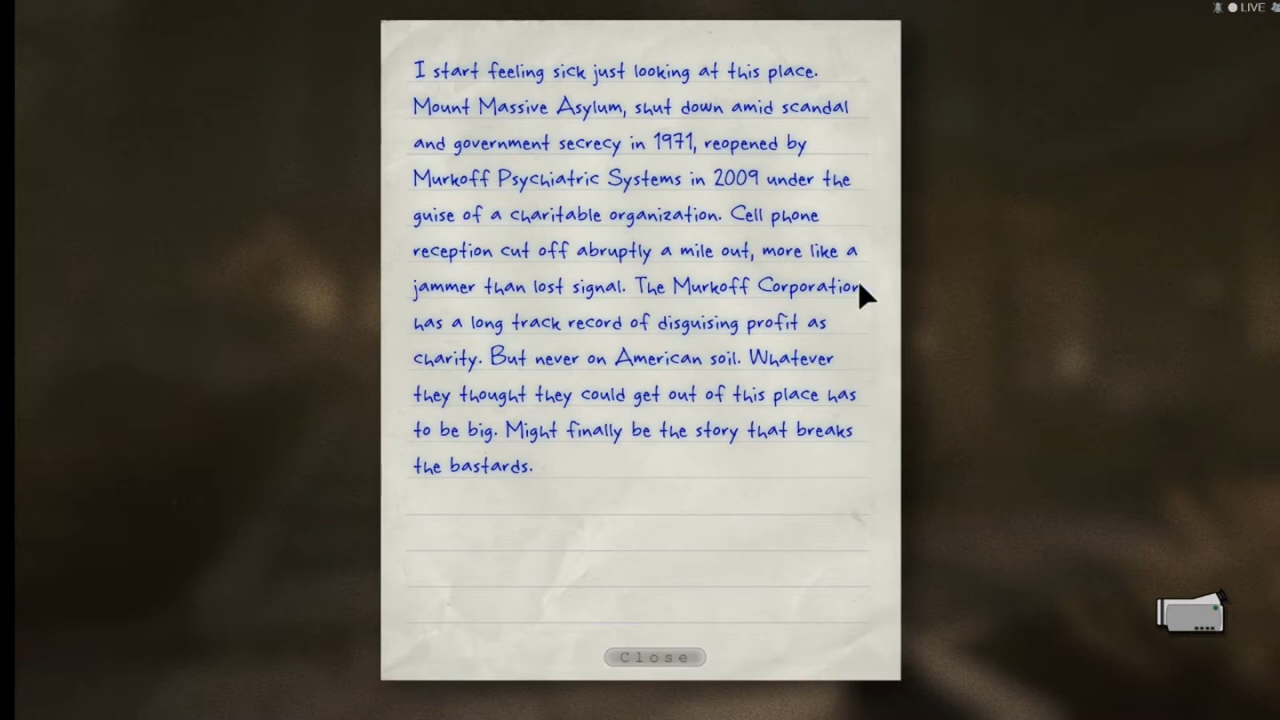 LIVE
I start feeling sick just looking at this place.
Mount Massive Asylum, shut down amid scandal
and government secrecy in 1971, reopened by
Murkoff Psychiatric Systems in 2009 under the
guise of a charitable organization. Cell phone
reception cut off abruptly a mile out, more like a
jammer than lost signal. The Murkoff Corporation
has a long track record of disguising profit as
charity. But never on American soil. Whatever
they thought they could get out of this place has
to be big. Might finally be the story that breaks
the bastards.
Close